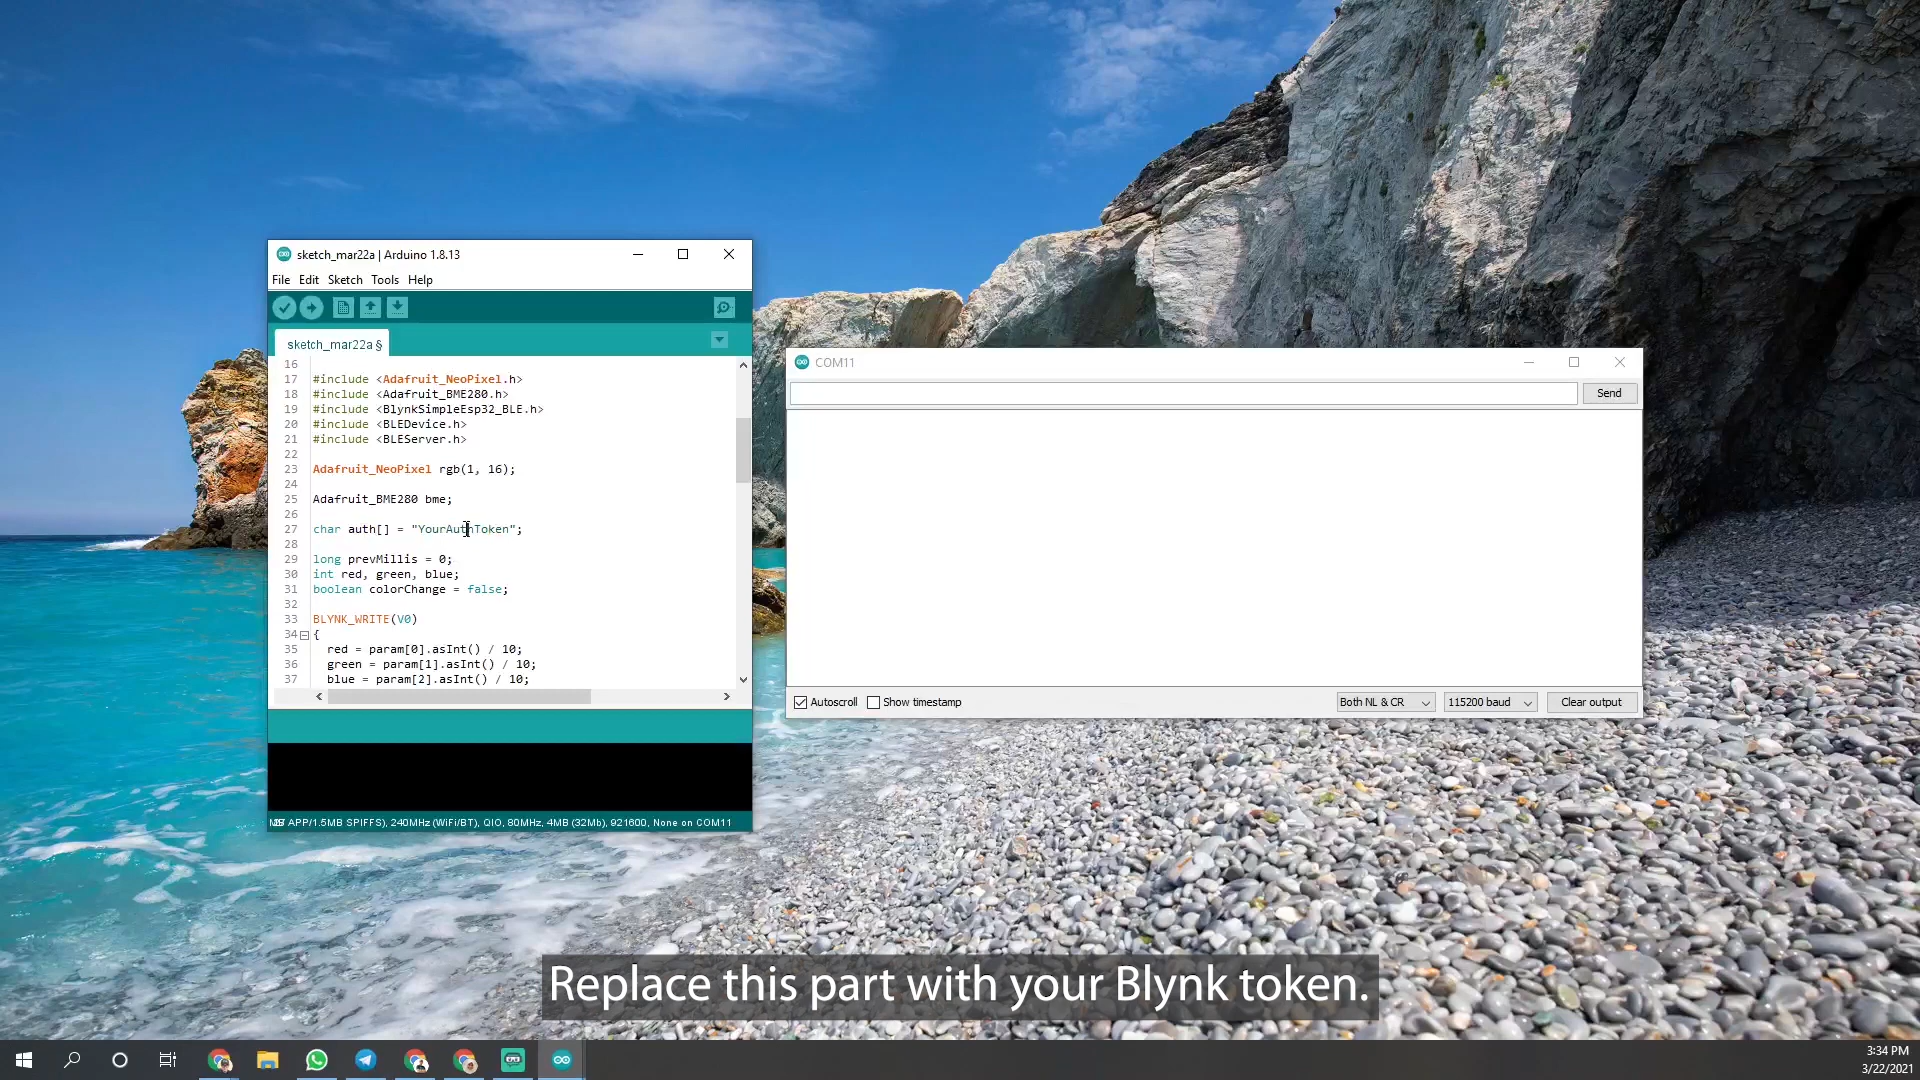 sketch_mar22a | Arduino 1.8.13
File Edit Sketch Tools Help
sketch_mar22a §
16
17 #include <Adafruit_NeoPixel.h>
18 #include <Adafruit_BME280.h>
19 #include <BlynkSimpleEsp32_BLE.h>
20 #include <BLEDevice.h>
21 #include <BLEServer.h>
22
23 Adafruit_NeoPixel rgb(1, 16);
24
25 Adafruit_BME280 bme;
26
27 char auth[] = "YourAuthToken";
28
29 long prevMillis = 0;
30 int red, green, blue;
31 boolean colorChange = false;
32
33 BLYNK_WRITE(V0)
34 {
35 red = param[0].asInt() / 10;
36 green = param[1].asInt() / 10;
37 blue = param[2].asInt() / 10;
APP/1.5MB SPIFFS), 240MHz (WiFi/BT), QIO, 80MHz, 4MB (32Mb), 921600, None on COM11
COM11
Send
Autoscroll Show timestamp Both NL & CR 115200 baud Clear output
Replace this part with your Blynk token.
3:34 PM
3/22/2021